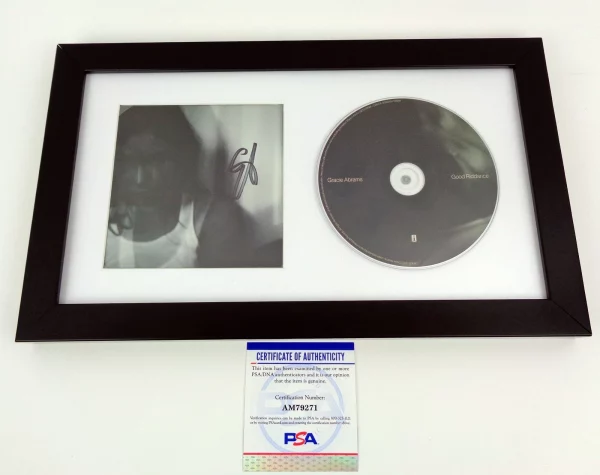 GA
Gracie Abrams
Good Riddance
CERTIFICATE OF AUTHENTICITY
This item has been examined by one or more
PSA/DNA authenticators and it is our opinion
that the item is genuine.
Certification Number:
AM79271
PSA